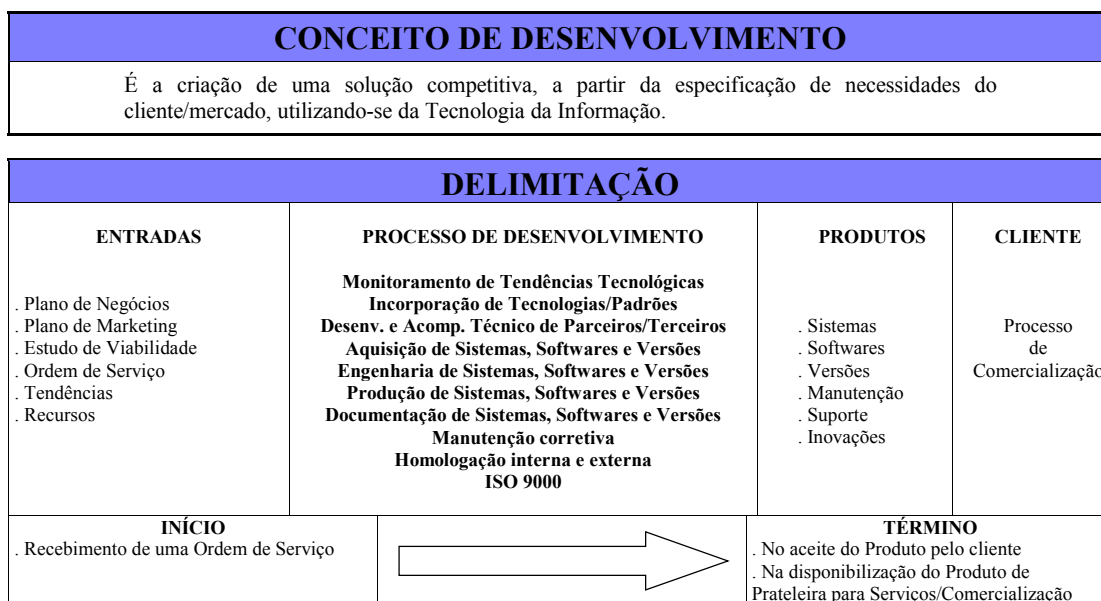 CONCEITO DE DESENVOLVIMENTO
É a criação de uma solução competitiva, a partir da especificação de necessidades do
cliente/mercado, utilizando-se da Tecnologia da Informação.
DELIMITAÇÃO
ENTRADAS
. Plano de Negócios
. Plano de Marketing
. Estudo de Viabilidade
. Ordem de Serviço
. Tendências
. Recursos
PROCESSO DE DESENVOLVIMENTO
Monitoramento de Tendências Tecnológicas
Incorporação de Tecnologias/Padrões
Desenv. e Acomp. Técnico de Parceiros/Terceiros
Aquisição de Sistemas, Softwares e Versões
Engenharia de Sistemas, Softwares e Versões
Produção de Sistemas, Softwares e Versões
Documentação de Sistemas, Softwares e Versões
Manutenção corretiva
Homologação interna e externa
ISO 9000
PRODUTOS
. Sistemas
. Softwares
. Versões
. Manutenção
. Suporte
. Inovações
CLIENTE
Processo
de
Comercialização
INÍCIO
. Recebimento de uma Ordem de Serviço
TÉRMINO
. No aceite do Produto pelo cliente
. Na disponibilização do Produto de
Prateleira para Serviços/Comercialização